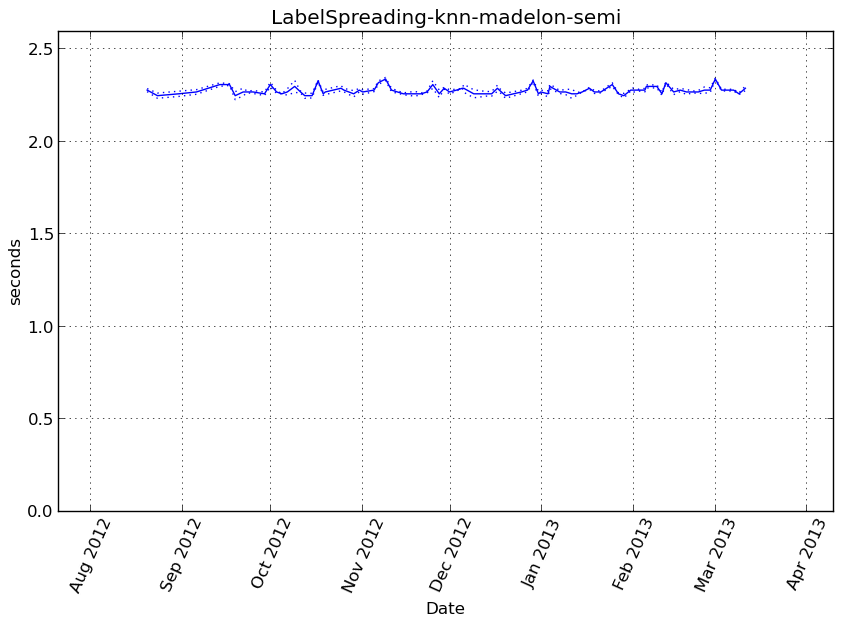 LabelSpreading-knn-madelon-semi
2.5
2.0
1.5
1.0
0.5
0.0
seconds
Aug 2012
Sep 2012
Oct 2012
Nov 2012
Dec 2012
Jan 2013
Feb 2013
Mar 2013
Apr 2013
Date